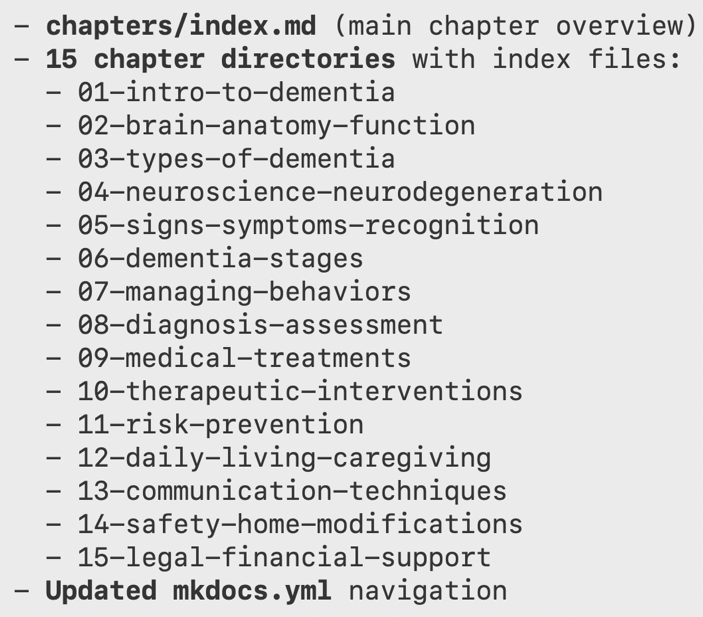 – chapters/index.md (main chapter overview)
– 15 chapter directories with index files:
– 01-intro-to-dementia
– 02-brain-anatomy-function
– 03-types-of-dementia
– 04-neuroscience-neurodegeneration
– 05-signs-symptoms-recognition
– 06-dementia-stages
– 07-managing-behaviors
– 08-diagnosis-assessment
– 09-medical-treatments
– 10-therapeutic-interventions
– 11-risk-prevention
– 12-daily-living-caregiving
– 13-communication-techniques
– 14-safety-home-modifications
– 15-legal-financial-support
– Updated mkdocs.yml navigation